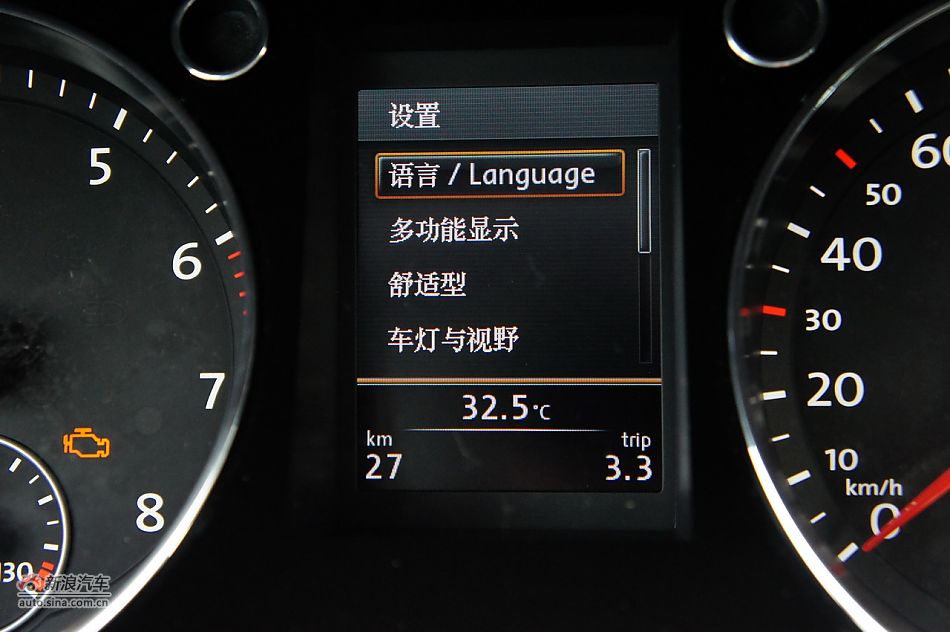 设置
语言 / Language
多功能显示
舒适型
车灯与视野
32.5°C
km
trip
27
3.3
5
6
7
8
130
60
50
40
30
20
10
km/h
0
新浪汽车
auto.sina.com.cn